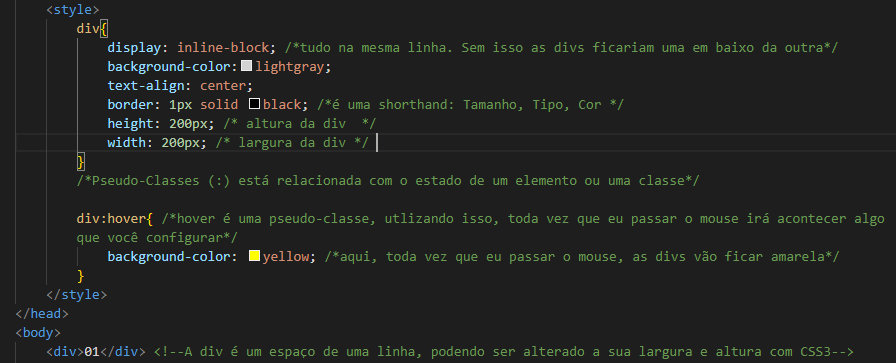 <style>
div{
display: inline-block; /*tudo na mesma linha. Sem isso as divs ficariam uma em baixo da outra*/
background-color: lightgray;
text-align: center;
border: 1px solid black; /*é uma shorthand: Tamanho, Tipo, Cor */
height: 200px; /* altura da div  */
width: 200px; /* largura da div */
}
/*Pseudo-Classes (:) está relacionada com o estado de um elemento ou uma classe*/
div:hover{ /*hover é uma pseudo-classe, utlizando isso, toda vez que eu passar o mouse irá acontecer algo
que você configurar*/
background-color: yellow; /*aqui, toda vez que eu passar o mouse, as divs vão ficar amarela*/
}
</style>
</head>
<body>
<div>01</div> <!--A div é um espaço de uma linha, podendo ser alterado a sua largura e altura com CSS3-->